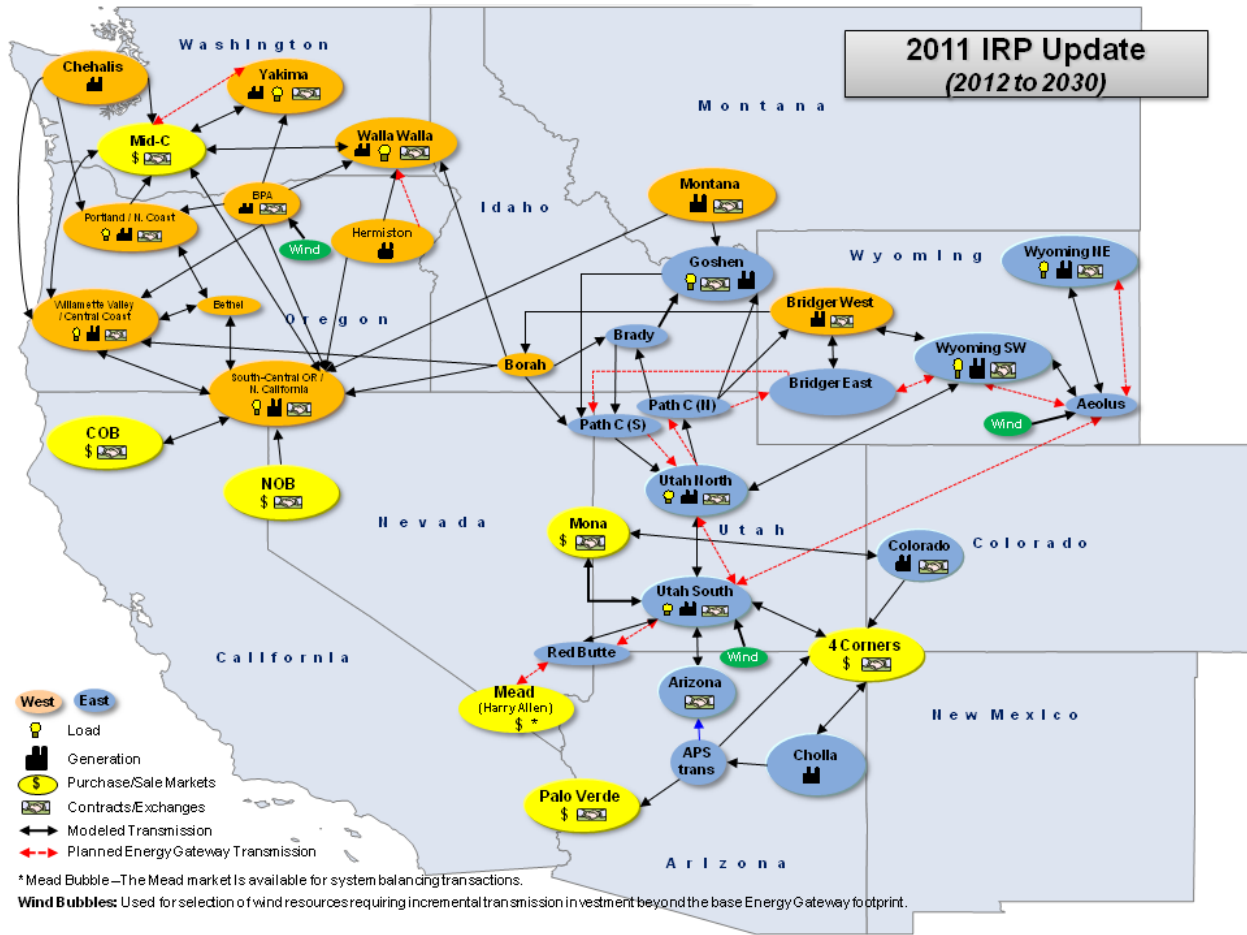 2011 IRP Update
(2012 to 2030)
Washington
Chehalis
Yakima
Montana
Mid-C
$
Walla Walla
BPA
Idaho
Montana
Portland / N. Coast
Wind
Hermiston
Goshen
Wyoming
Wyoming NE
Willamette Valley
/ Central Coast
Bethel
Oregon
Bridger West
Brady
Wyoming SW
Borah
South-Central OR /
N. California
Bridger East
Path C (N)
Aeolus
Path C (S)
Wind
COB
$
NOB
$
Utah North
Nevada
Mona
$
Utah
Colorado
Colorado
Utah South
California
Red Butte
Wind
4 Corners
$
Mead
(Harry Allen)
$ *
Arizona
New Mexico
APS
trans
Cholla
Palo Verde
$
Arizona
West
East
Load
Generation
$
Purchase/Sale Markets
Contracts/Exchanges
Modeled Transmission
Planned Energy Gateway Transmission
* Mead Bubble –The Mead market is available for system balancing transactions.
Wind Bubbles: Used for selection of wind resources requiring incremental transmission investment beyond the base Energy Gateway footprint.